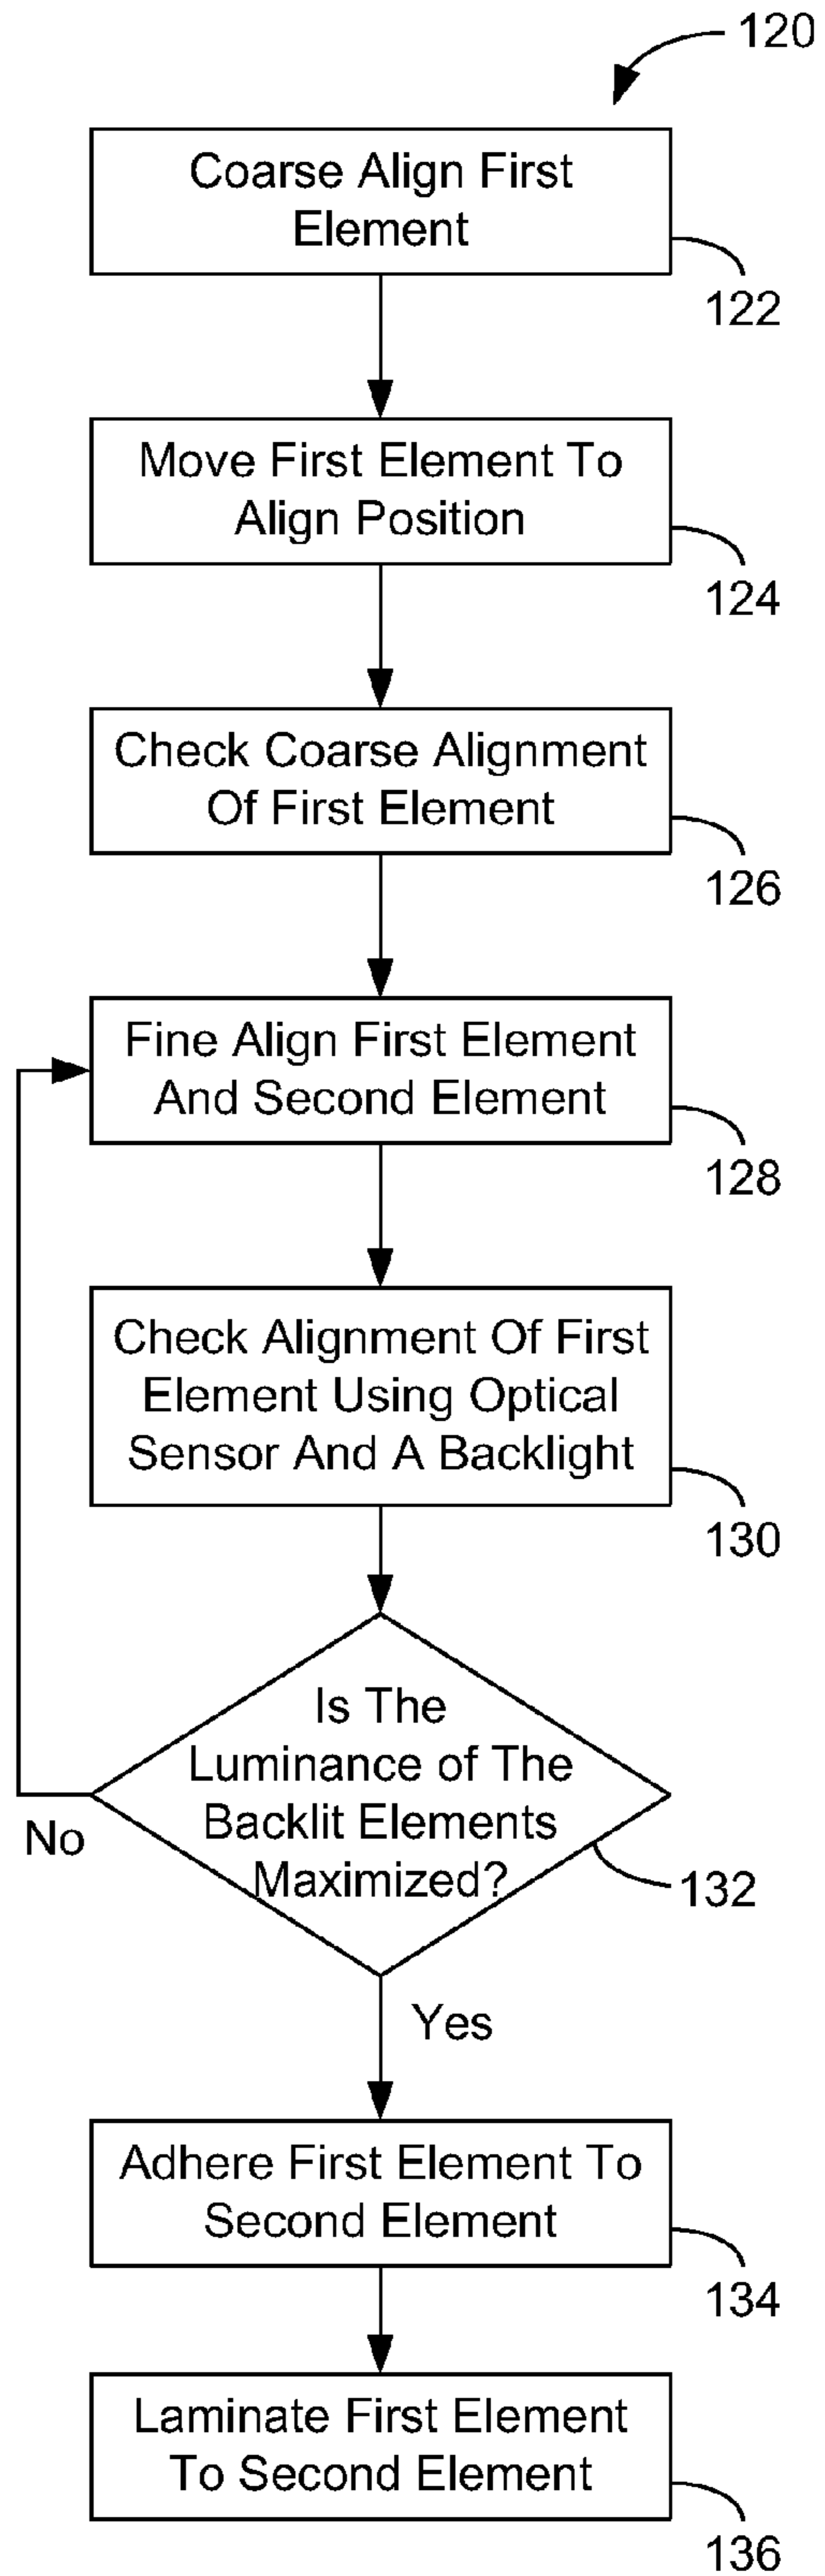 120
Coarse Align First
Element
122
Move First Element To
Align Position
124
Check Coarse Alignment
Of First Element
126
Fine Align First Element
And Second Element
128
Check Alignment Of First
Element Using Optical
Sensor And A Backlight
130
Is The
Luminance of The
Backlit Elements
Maximized?
No
132
Yes
Adhere First Element To
Second Element
134
Laminate First Element
To Second Element
136